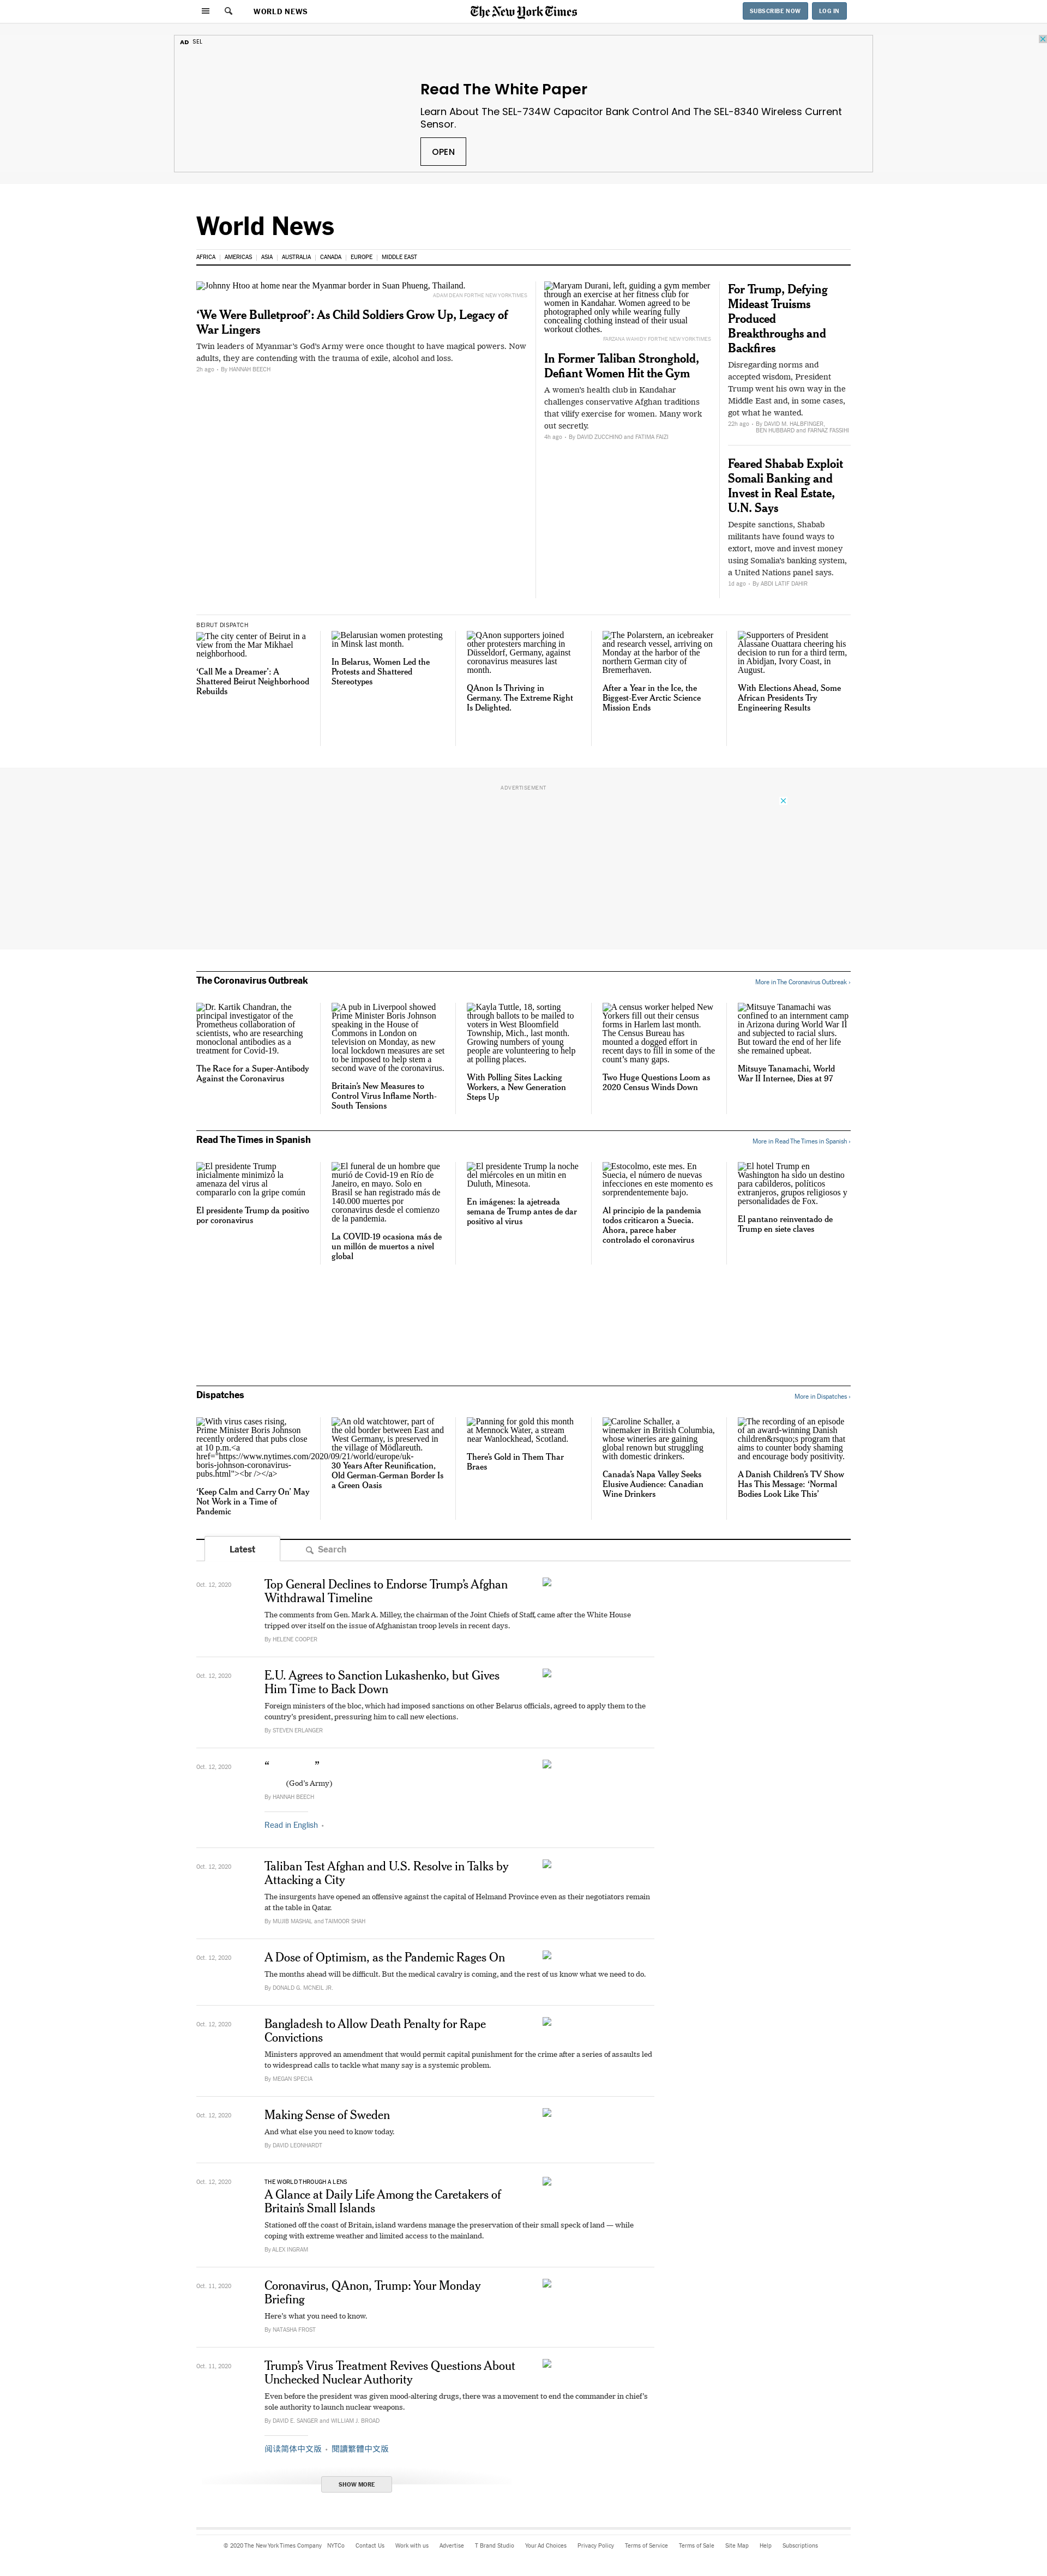 WORLD NEWS
The New York Times
SUBSCRIBE NOW
LOG IN
AD SEL
Read The White Paper
Learn About The SEL-734W Capacitor Bank Control And The SEL-8340 Wireless Current
Sensor.
OPEN
World News
AFRICA
AMERICAS
ASIA
AUSTRALIA
CANADA
EUROPE
MIDDLE EAST
Johnny Htoo at home near the Myanmar border in Suan Phueng, Thailand.
ADAM DEAN FOR THE NEW YORK TIMES
‘We Were Bulletproof’: As Child Soldiers Grow Up, Legacy of
War Lingers
Twin leaders of Myanmar’s God’s Army were once thought to have magical powers. Now
adults, they are contending with the trauma of exile, alcohol and loss.
2h ago · By HANNAH BEECH
Maryam Durani, left, guiding a gym member
through an exercise at her fitness club for
women in Kandahar. Women agreed to be
photographed only while wearing fully
concealing clothing instead of their usual
workout clothes.
In Former Taliban Stronghold,
Defiant Women Hit the Gym
A women’s health club in Kandahar
challenges conservative Afghan traditions
that vilify exercise for women. Many work
out secretly.
4h ago · By DAVID ZUCCHINO and FATIMA FAIZI
For Trump, Defying
Mideast Truisms
Produced
Breakthroughs and
Backfires
Disregarding norms and
accepted wisdom, President
Trump went his own way in the
Middle East and, in some cases,
got what he wanted.
22h ago · By DAVID M. HALBFINGER,
BEN HUBBARD and FARNAZ FASSIHI
Feared Shabab Exploit
Somali Banking and
Invest in Real Estate,
U.N. Says
Despite sanctions, Shabab
militants have found ways to
extort, move and invest money
using Somalia’s banking system,
a United Nations panel says.
1d ago · By ABDI LATIF DAHIR
BEIRUT DISPATCH
The city center of Beirut in a
view from the Mar Mikhael
neighborhood.
‘Call Me a Dreamer’: A
Shattered Beirut Neighborhood
Rebuilds
Belarusian women protesting
in Minsk last month.
In Belarus, Women Led the
Protests and Shattered
Stereotypes
QAnon supporters joined
other protesters marching in
Düsseldorf, Germany, against
coronavirus measures last
month.
QAnon Is Thriving in
Germany. The Extreme Right
Is Delighted.
The Polarstern, an icebreaker
and research vessel, arriving on
Monday at the harbor of the
northern German city of
Bremerhaven.
After a Year in the Ice, the
Biggest-Ever Arctic Science
Mission Ends
Supporters of President
Alassane Ouattara cheering his
decision to run for a third term,
in Abidjan, Ivory Coast, in
August.
With Elections Ahead, Some
African Presidents Try
Engineering Results
ADVERTISEMENT
The Coronavirus Outbreak
More in The Coronavirus Outbreak ›
Dr. Kartik Chandran, the
principal investigator of the
Prometheus collaboration of
scientists, who are researching
monoclonal antibodies as a
treatment for Covid-19.
The Race for a Super-Antibody
Against the Coronavirus
A pub in Liverpool showed
Prime Minister Boris Johnson
speaking in the House of
Commons in London on
television on Monday, as new
local lockdown measures are set
to be imposed to help stem a
second wave of the coronavirus.
Britain’s New Measures to
Control Virus Inflame North-
South Tensions
Kayla Tuttle, 18, sorting
through ballots to be mailed to
voters in West Bloomfield
Township, Mich., last month.
Growing numbers of young
people are volunteering to help
at polling places.
With Polling Sites Lacking
Workers, a New Generation
Steps Up
A census worker helped New
Yorkers fill out their census
forms in Harlem last month.
The Census Bureau has
mounted a dogged effort in
recent days to fill in some of the
count’s many gaps.
Two Huge Questions Loom as
2020 Census Winds Down
Mitsuye Tanamachi was
confined to an internment camp
in Arizona during World War II
and subjected to racial slurs.
But toward the end of her life
she remained upbeat.
Mitsuye Tanamachi, World
War II Internee, Dies at 97
Read The Times in Spanish
More in Read The Times in Spanish ›
El presidente Trump
inicialmente minimizó la
amenaza del virus al
compararlo con la gripe común
El presidente Trump da positivo
por coronavirus
El funeral de un hombre que
murió de Covid-19 en Río de
Janeiro, en mayo. Solo en
Brasil se han registrado más de
140.000 muertes por
coronavirus desde el comienzo
de la pandemia.
La COVID-19 ocasiona más de
un millón de muertos a nivel
global
El presidente Trump la noche
del miércoles en un mitin en
Duluth, Minesota.
En imágenes: la ajetreada
semana de Trump antes de dar
positivo al virus
Estocolmo, este mes. En
Suecia, el número de nuevas
infecciones en este momento es
sorprendentemente bajo.
Al principio de la pandemia
todos criticaron a Suecia.
Ahora, parece haber
controlado el coronavirus
El hotel Trump en
Washington ha sido un destino
para cabilderos, políticos
extranjeros, grupos religiosos y
personalidades de Fox.
El pantano reinventado de
Trump en siete claves
Dispatches
More in Dispatches ›
With virus cases rising,
Prime Minister Boris Johnson
recently ordered that pubs close
at 10 p.m.<a
href="https://www.nytimes.com/2020/09/21/world/europe/uk-
boris-johnson-coronavirus-
pubs.html"><br /></a>
‘Keep Calm and Carry On’ May
Not Work in a Time of
Pandemic
An old watchtower, part of
the old border between East and
West Germany, is preserved in
the village of Mödlareuth.
30 Years After Reunification,
Old German-German Border Is
a Green Oasis
Panning for gold this month
at Mennock Water, a stream
near Wanlockhead, Scotland.
There’s Gold in Them Thar
Braes
Caroline Schaller, a
winemaker in British Columbia,
whose wineries are gaining
global renown but struggling
with domestic drinkers.
Canada’s Napa Valley Seeks
Elusive Audience: Canadian
Wine Drinkers
The recording of an episode
of an award-winning Danish
children&rsquo;s program that
aims to counter body shaming
and encourage body positivity.
A Danish Children’s TV Show
Has This Message: ‘Normal
Bodies Look Like This’
Latest
Search
Oct. 12, 2020
Top General Declines to Endorse Trump’s Afghan
Withdrawal Timeline
The comments from Gen. Mark A. Milley, the chairman of the Joint Chiefs of Staff, came after the White House
tripped over itself on the issue of Afghanistan troop levels in recent days.
By HELENE COOPER
Oct. 12, 2020
E.U. Agrees to Sanction Lukashenko, but Gives
Him Time to Back Down
Foreign ministers of the bloc, which had imposed sanctions on other Belarus officials, agreed to apply them to the
country’s president, pressuring him to call new elections.
By STEVEN ERLANGER
Oct. 12, 2020
“ ”
(God’s Army)
By HANNAH BEECH
Read in English ·
Oct. 12, 2020
Taliban Test Afghan and U.S. Resolve in Talks by
Attacking a City
The insurgents have opened an offensive against the capital of Helmand Province even as their negotiators remain
at the table in Qatar.
By MUJIB MASHAL and TAIMOOR SHAH
Oct. 12, 2020
A Dose of Optimism, as the Pandemic Rages On
The months ahead will be difficult. But the medical cavalry is coming, and the rest of us know what we need to do.
By DONALD G. MCNEIL JR.
Oct. 12, 2020
Bangladesh to Allow Death Penalty for Rape
Convictions
Ministers approved an amendment that would permit capital punishment for the crime after a series of assaults led
to widespread calls to tackle what many say is a systemic problem.
By MEGAN SPECIA
Oct. 12, 2020
Making Sense of Sweden
And what else you need to know today.
By DAVID LEONHARDT
Oct. 12, 2020
THE WORLD THROUGH A LENS
A Glance at Daily Life Among the Caretakers of
Britain’s Small Islands
Stationed off the coast of Britain, island wardens manage the preservation of their small speck of land — while
coping with extreme weather and limited access to the mainland.
By ALEX INGRAM
Oct. 11, 2020
Coronavirus, QAnon, Trump: Your Monday
Briefing
Here’s what you need to know.
By NATASHA FROST
Oct. 11, 2020
Trump’s Virus Treatment Revives Questions About
Unchecked Nuclear Authority
Even before the president was given mood-altering drugs, there was a movement to end the commander in chief’s
sole authority to launch nuclear weapons.
By DAVID E. SANGER and WILLIAM J. BROAD
阅读简体中文版 · 閱讀繁體中文版
SHOW MORE
© 2020 The New York Times Company
NYTCo
Contact Us
Work with us
Advertise
T Brand Studio
Your Ad Choices
Privacy Policy
Terms of Service
Terms of Sale
Site Map
Help
Subscriptions